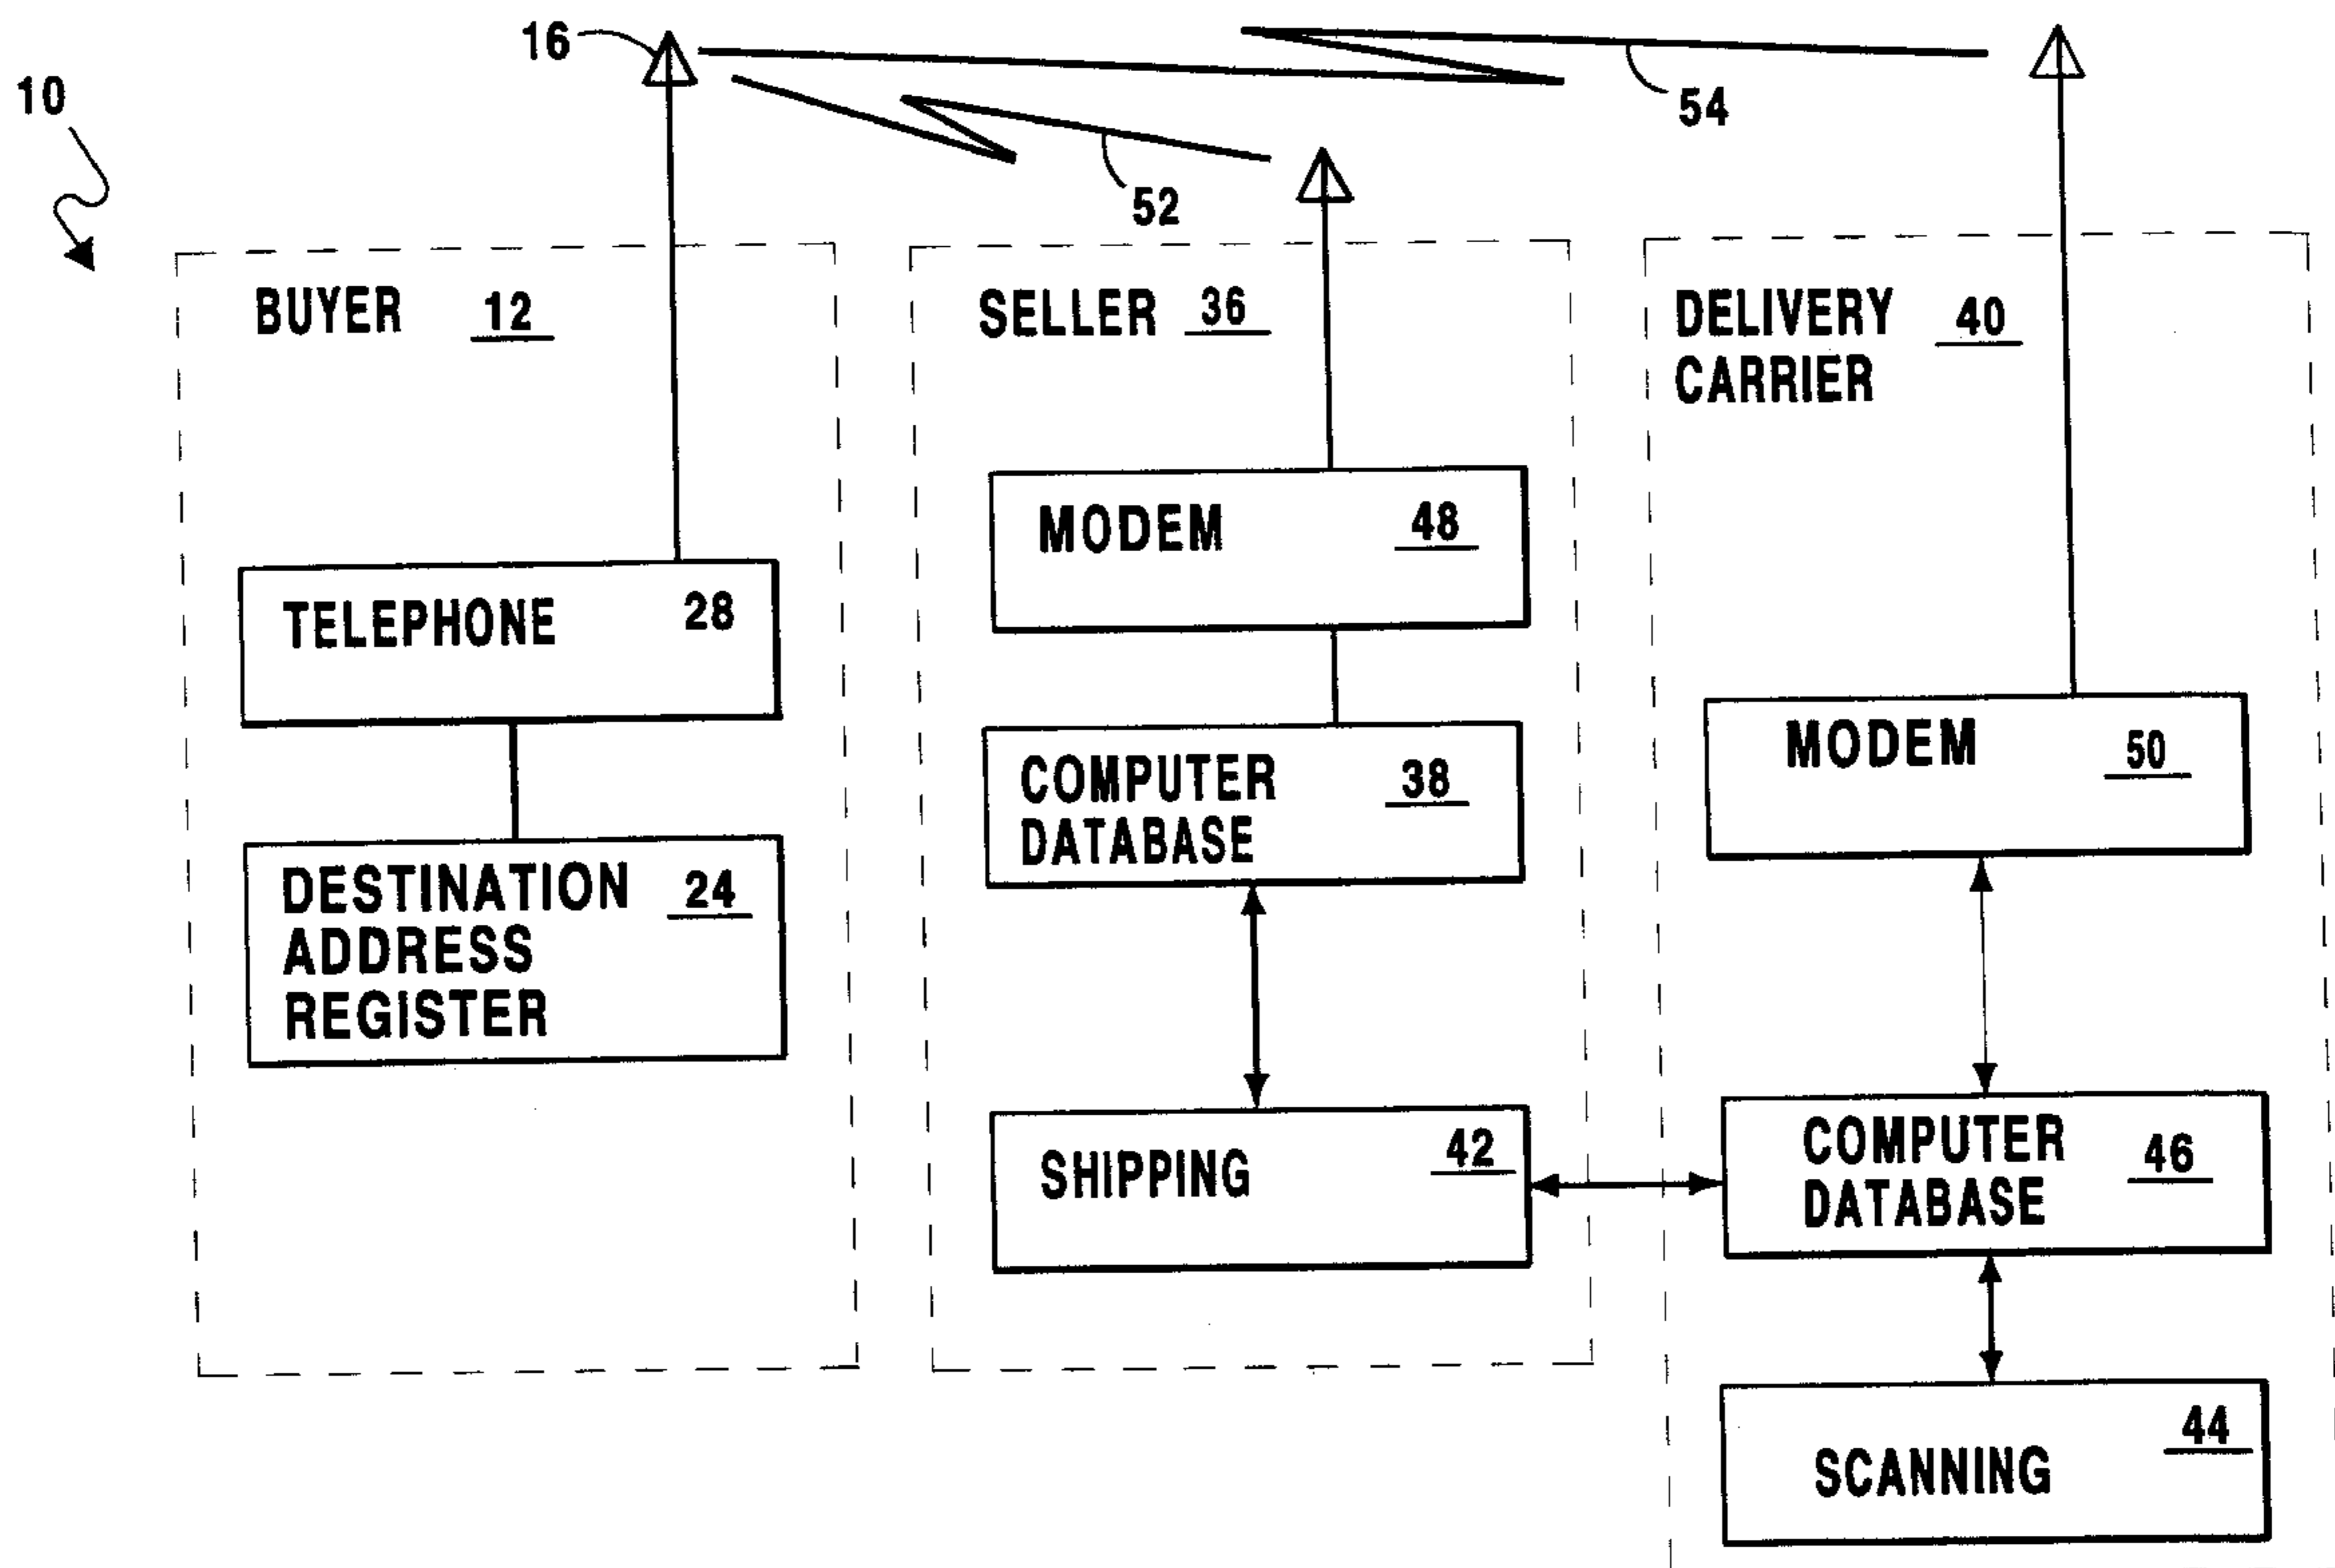 16
10
54
52
BUYER 12
SELLER 36
DELIVERY 40
CARRIER
MODEM 48
TELEPHONE 28
MODEM 50
COMPUTER 38
DATABASE
DESTINATION 24
ADDRESS
REGISTER
SHIPPING 42
COMPUTER 46
DATABASE
SCANNING 44